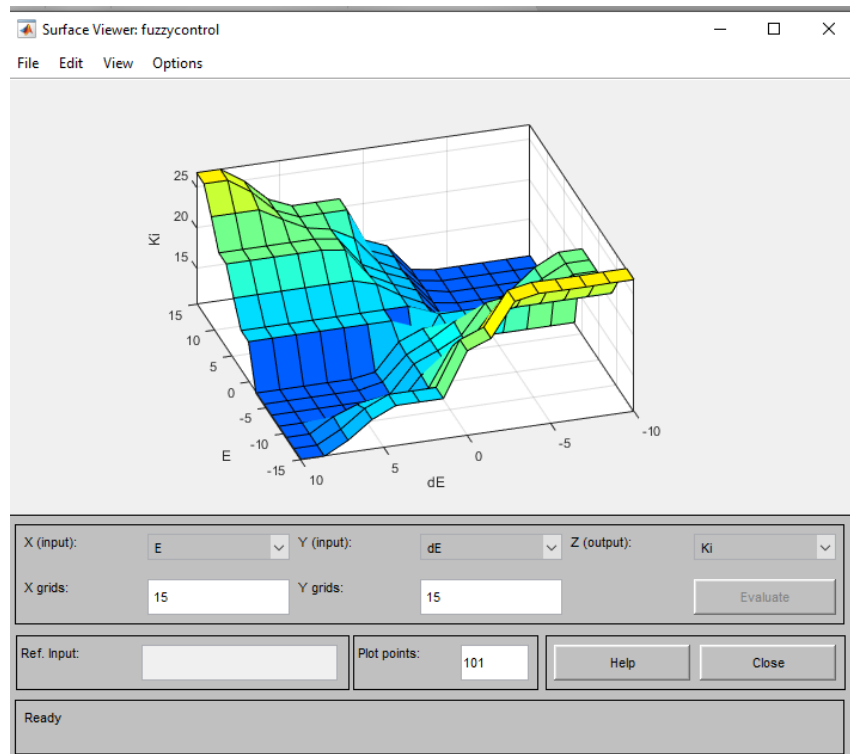 Surface Viewer: fuzzycontrol
File Edit View Options
25
20
15
Ki
15
10
5
0
-5
-10
-15
E
10
5
0
-5
-10
dE
X (input): E Y (input): dE Z (output): Ki
X grids: 15 Y grids: 15 Evaluate
Ref. Input: Plot points: 101 Help Close
Ready